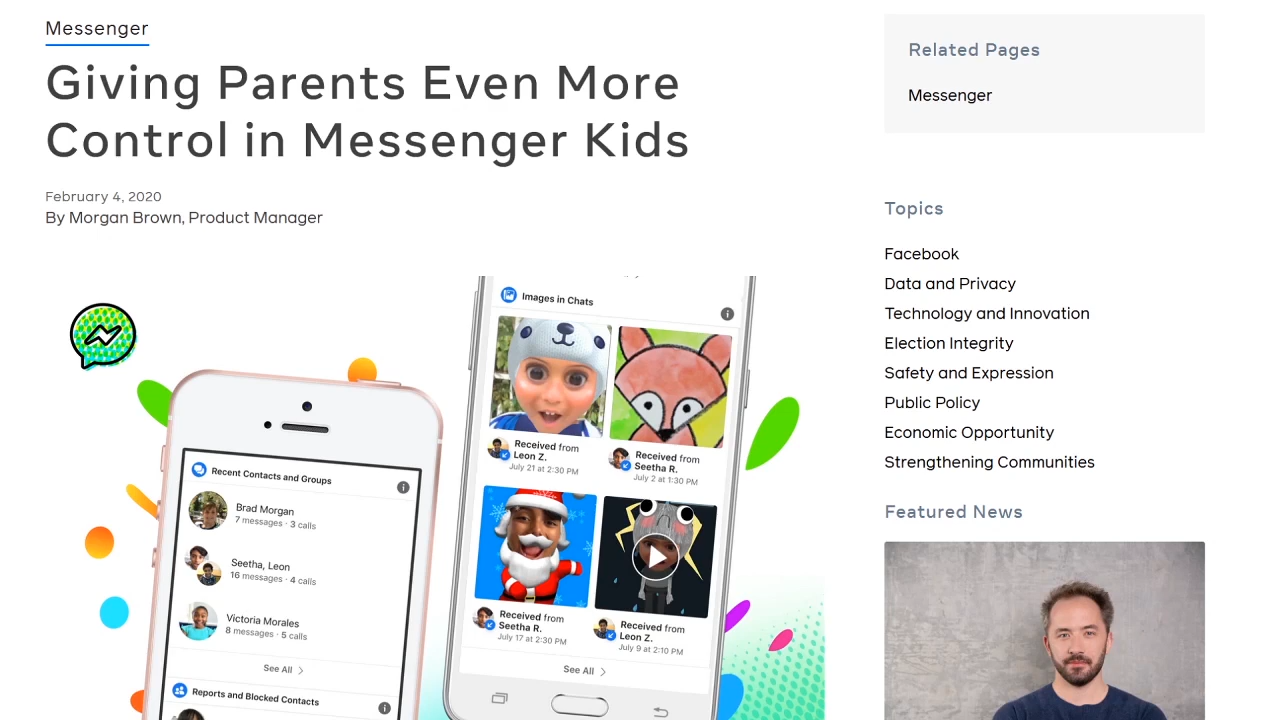 Messenger
Giving Parents Even More
Control in Messenger Kids
February 4, 2020
By Morgan Brown, Product Manager
Recent Contacts and Groups
Brad Morgan
7 messages · 3 calls
Seetha, Leon
16 messages · 4 calls
Victoria Morales
8 messages · 5 calls
See All
Reports and Blocked Contacts
Images in Chats
Received from
Leon Z.
July 21 at 2:30 PM
Received from
Seetha R.
July 2 at 1:30 PM
Received from
Seetha R.
July 17 at 2:30 PM
Received from
Leon Z.
July 9 at 2:10 PM
See All
Related Pages
Messenger
Topics
Facebook
Data and Privacy
Technology and Innovation
Election Integrity
Safety and Expression
Public Policy
Economic Opportunity
Strengthening Communities
Featured News